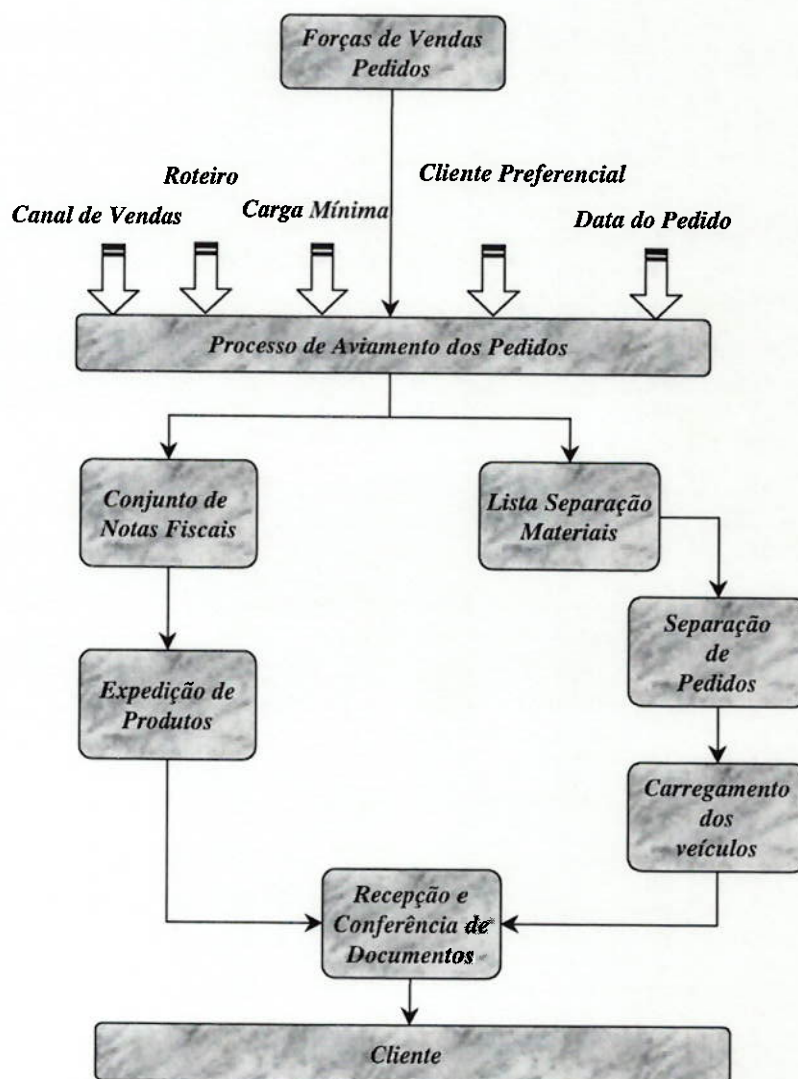 Forças de Vendas
Pedidos
Roteiro
Cliente Preferencial
Canal de Vendas
Carga Mínima
Data do Pedido
Processo de Aviamento dos Pedidos
Conjunto de
Notas Fiscais
Lista Separação
Materiais
Separação
de
Pedidos
Expedição de
Produtos
Carregamento
dos
veículos
Recepção e
Conferência de
Documentos
Cliente